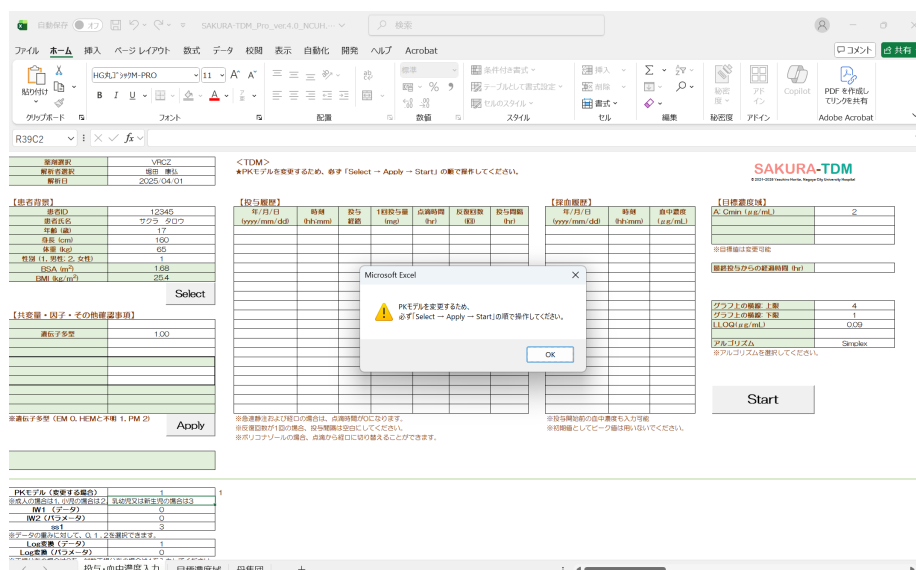 自動保存 オフ SAKURA-TDM_Pro_ver.4.0_NCUH.… 検索
ファイル ホーム 挿入 ページ レイアウト 数式 データ 校閲 表示 自動化 開発 ヘルプ Acrobat コメント 共有
貼り付け HG丸ゴシックM-PRO 11 標準 条件付き書式 挿入
B I U テーブルとして書式設定 削除 秘密度 アドイン Copilot PDF を作成してリンクを共有
セルのスタイル 書式
クリップボード フォント 配置 数値 スタイル セル 編集 秘密度 アドイン Adobe Acrobat
R39C2 fx
薬剤選択 VRCZ
解析者選択 堀田 康弘
解析日 2025/04/01
<TDM>
★PKモデルを変更するため、必ず「Select → Apply → Start」の順で操作してください。
SAKURA-TDM
【患者背景】
患者ID 12345
患者氏名 サクラ タロウ
年齢 (歳) 17
身長 (cm) 160
体重 (kg) 65
性別 (1, 男性; 2, 女性) 1
BSA (m²) 1.68
BMI (kg/m²) 25.4
Select
【共変量・因子・その他確認事項】
遺伝子多型 1.00
※遺伝子多型 (EM 0, HEMと不明 1, PM 2)
Apply
【投与履歴】
年/月/日 時刻 投与 1回投与量 点滴時間 反復回数 投与間隔
(yyyy/mm/dd) (hh:mm) 経路 (mg) (hr) (回) (hr)
※急速静注および経口の場合は、点滴時間が0になります。
※反復回数が1回の場合、投与間隔は空白にしてください。
※ボリコナゾールの場合、点滴から経口に切り替えることができます。
【採血履歴】
年/月/日 時刻 血中濃度
(yyyy/mm/dd) (hh:mm) (μg/mL)
※投与開始前の血中濃度も入力可能
※初期値としてピーク値は用いないでください。
【目標濃度域】
A: Cmin (μg/mL) 2
※目標値は変更可能
最終投与からの経過時間 (hr)
グラフ上の横線: 上限 4
グラフ上の横線: 下限 1
LLOQ(μg/mL) 0.09
アルゴリズム Simplex
※アルゴリズムを選択してください。
Start
Microsoft Excel
PKモデルを変更するため、
必ず「Select → Apply → Start」の順で操作してください。
OK
PKモデル (変更する場合) 1 1
※成人の場合は1, 小児の場合は2, 乳幼児又は新生児の場合は3
IW1 (データ) 0
IW2 (パラメータ) 0
ss1 3
※データの重みに対して、0, 1, 2を選択できます。
Log変換 (データ) 1
Log変換 (パラメータ) 0
投与・血中濃度入力 目標濃度域 母集団